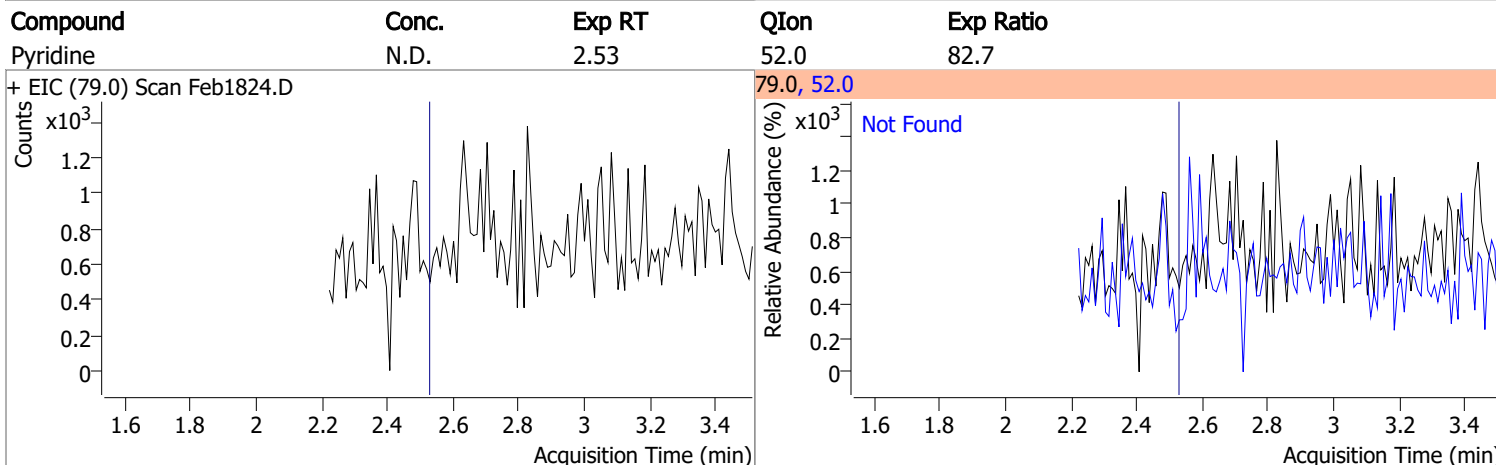 Compound Conc. Exp RT QIon Exp Ratio
Pyridine N.D. 2.53 52.0 82.7
+ EIC (79.0) Scan Feb1824.D
Counts
x10³
1.2
1
0.8
0.6
0.4
0.2
0
1.6 1.8 2 2.2 2.4 2.6 2.8 3 3.2 3.4
Acquisition Time (min)
79.0, 52.0
Relative Abundance (%)
x10³
Not Found
1.2
1
0.8
0.6
0.4
0.2
0
1.6 1.8 2 2.2 2.4 2.6 2.8 3 3.2 3.4
Acquisition Time (min)